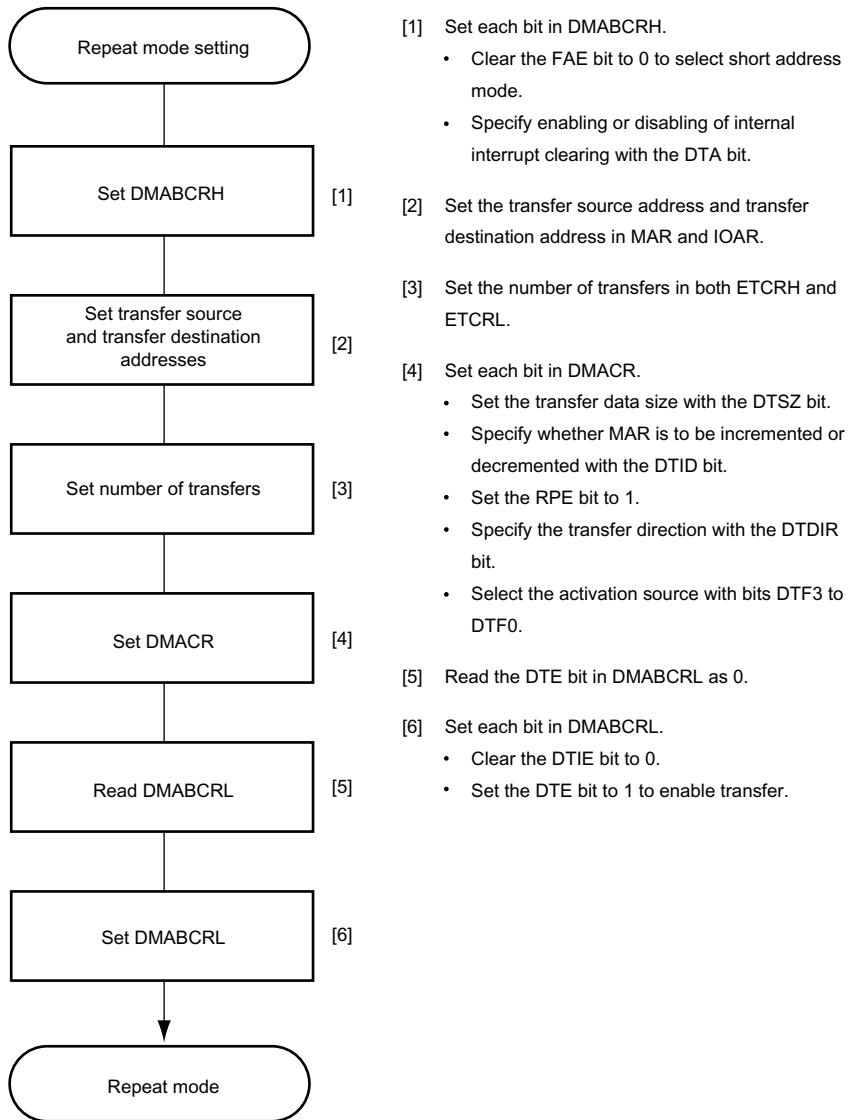 Repeat mode setting
Set DMABCRH
[1]
Set transfer source
and transfer destination
addresses
[2]
Set number of transfers
[3]
Set DMACR
[4]
Read DMABCRL
[5]
Set DMABCRL
[6]
Repeat mode
[1] Set each bit in DMABCRH.
• Clear the FAE bit to 0 to select short address
mode.
• Specify enabling or disabling of internal
interrupt clearing with the DTA bit.
[2] Set the transfer source address and transfer
destination address in MAR and IOAR.
[3] Set the number of transfers in both ETCRH and
ETCRL.
[4] Set each bit in DMACR.
• Set the transfer data size with the DTSZ bit.
• Specify whether MAR is to be incremented or
decremented with the DTID bit.
• Set the RPE bit to 1.
• Specify the transfer direction with the DTDIR
bit.
• Select the activation source with bits DTF3 to
DTF0.
[5] Read the DTE bit in DMABCRL as 0.
[6] Set each bit in DMABCRL.
• Clear the DTIE bit to 0.
• Set the DTE bit to 1 to enable transfer.